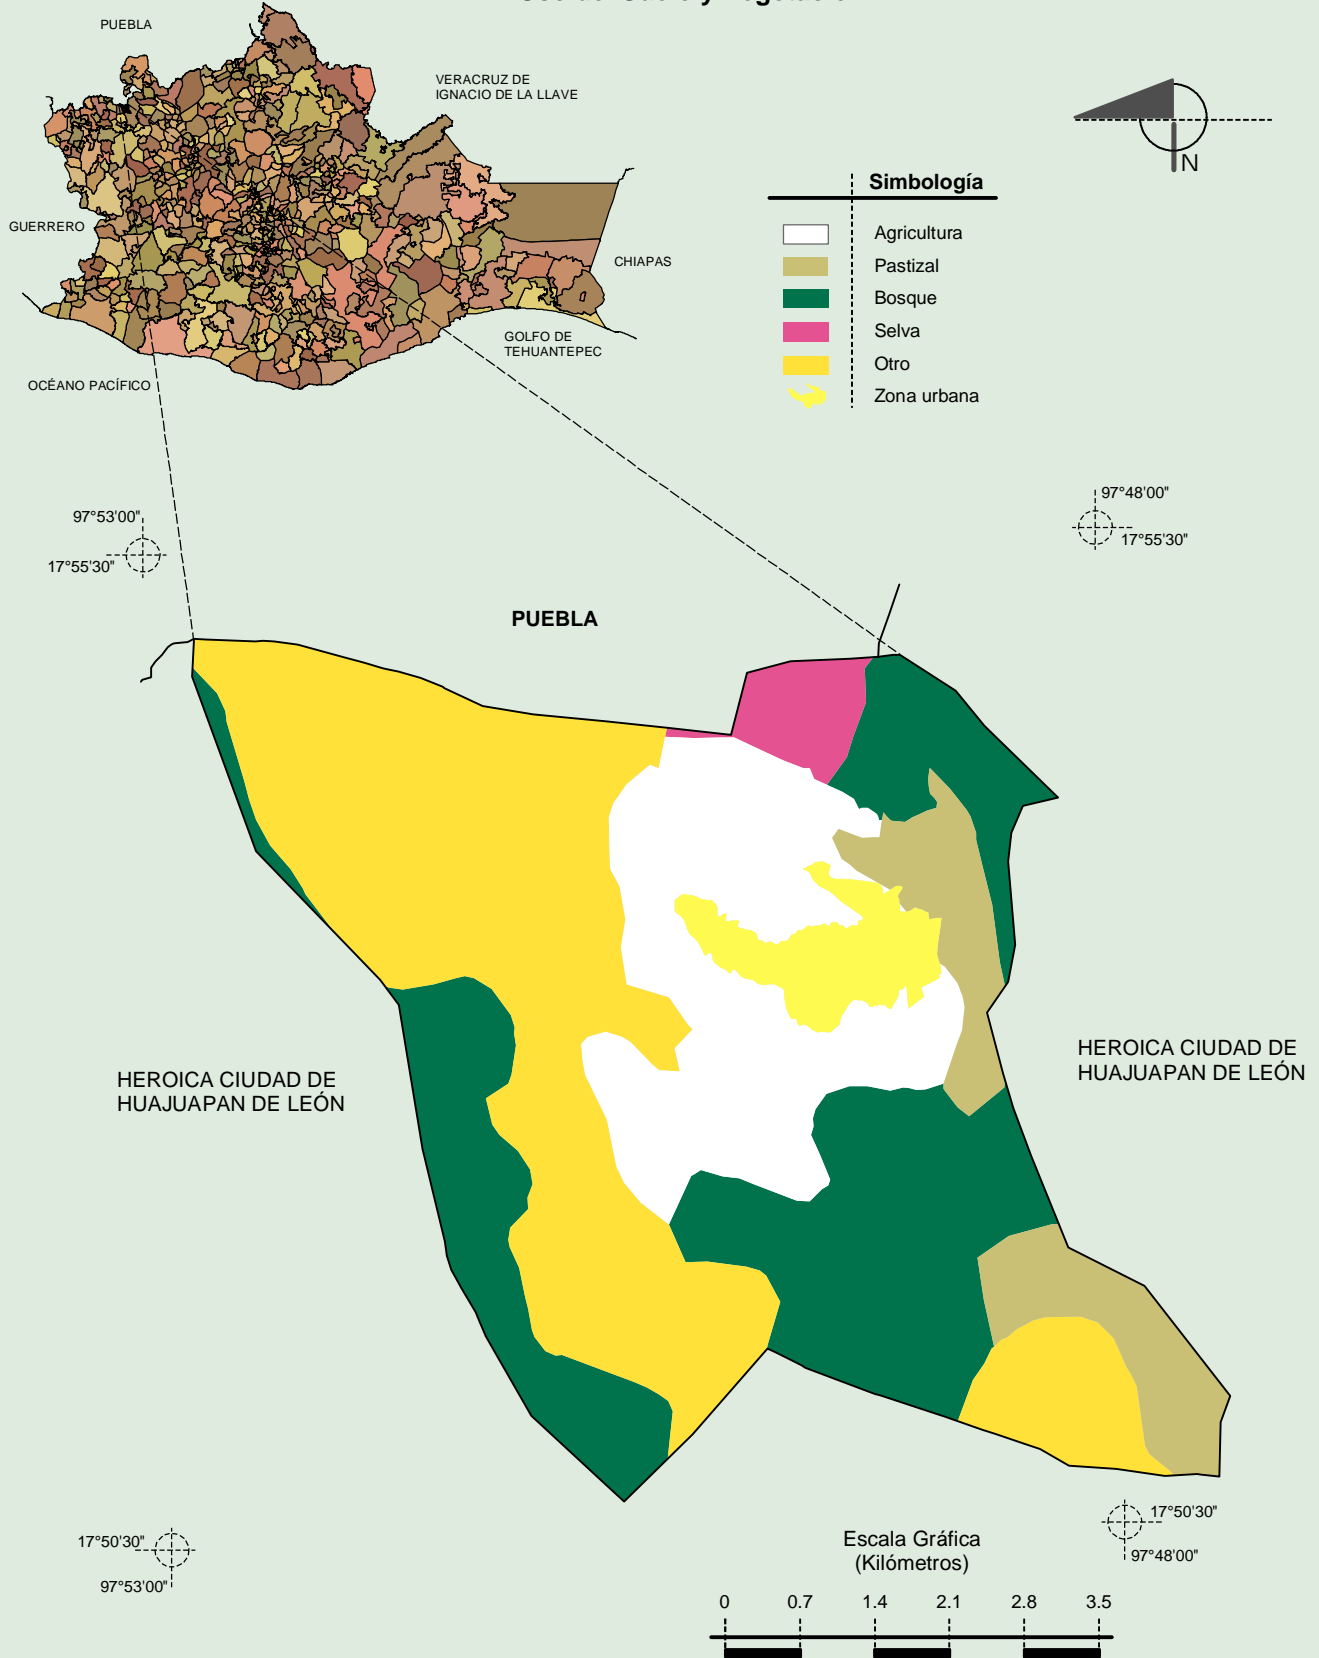 PUEBLA
VERACRUZ DE
IGNACIO DE LA LLAVE
GUERRERO
CHIAPAS
GOLFO DE
TEHUANTEPEC
OCÉANO PACÍFICO
N
Simbología
Agricultura
Pastizal
Bosque
Selva
Otro
Zona urbana
97°53'00"
17°55'30"
97°48'00"
17°55'30"
PUEBLA
HEROICA CIUDAD DE
HUAJUAPAN DE LEÓN
HEROICA CIUDAD DE
HUAJUAPAN DE LEÓN
17°50'30"
97°53'00"
17°50'30"
97°48'00"
Escala Gráfica
(Kilómetros)
0 0.7 1.4 2.1 2.8 3.5